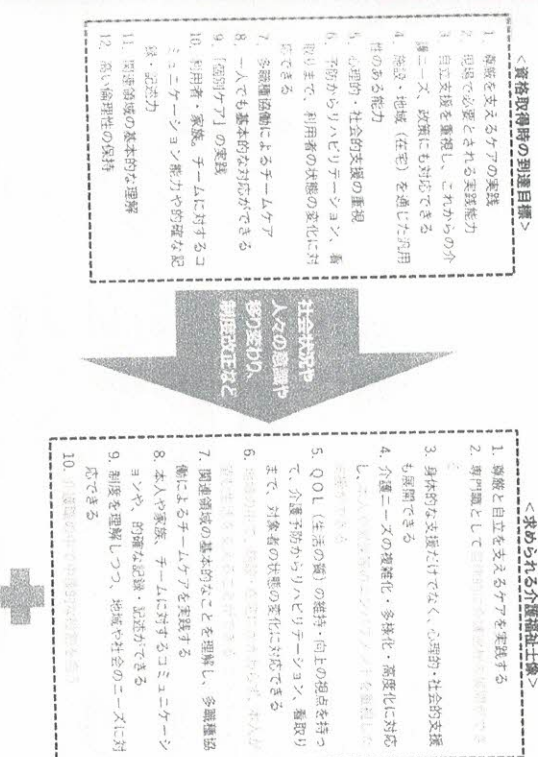 ＜資格取得時の到達目標＞
1. 尊厳を支えるケアの実践
2. 現場で必要とされる実践能力
3. 自立支援を重視し、これからの介
護ニーズ、政策にも対応できる
4. 施設・地域（在宅）を通じた汎用
性のある能力
5. 心理的・社会的支援の重視
6. 予防からリハビリテーション、看
取りまで、利用者の状態の変化に対
応できる
7. 多職種協働によるチームケア
8. 一人でも基本的な対応ができる
9. 「個別ケア」の実践
10. 利用者・家族、チームに対するコ
ミュニケーション能力や的確な記
録・記述力
11. 関連領域の基本的な理解
12. 高い倫理性の保持
社会状況や
人々の意識や
移り変わり、
制度改正など
＜求められる介護福祉士像＞
1. 尊厳と自立を支えるケアを実践する
2. 専門職として
3. 身体的な支援だけでなく、心理的・社会的支援
も展開できる
4. 介護ニーズの複雑化・多様化・高度化に対応
し、
5. QOL（生活の質）の維持・向上の視点を持っ
て、介護予防からリハビリテーション、看取り
まで、対象者の状態の変化に対応できる
6.
7. 関連領域の基本的なことを理解し、多職種協
働によるチームケアを実践する
8. 本人や家族、チームに対するコミュニケーシ
ョンや、的確な記録・記述ができる
9. 制度を理解しつつ、地域や社会のニーズに対
応できる
10.